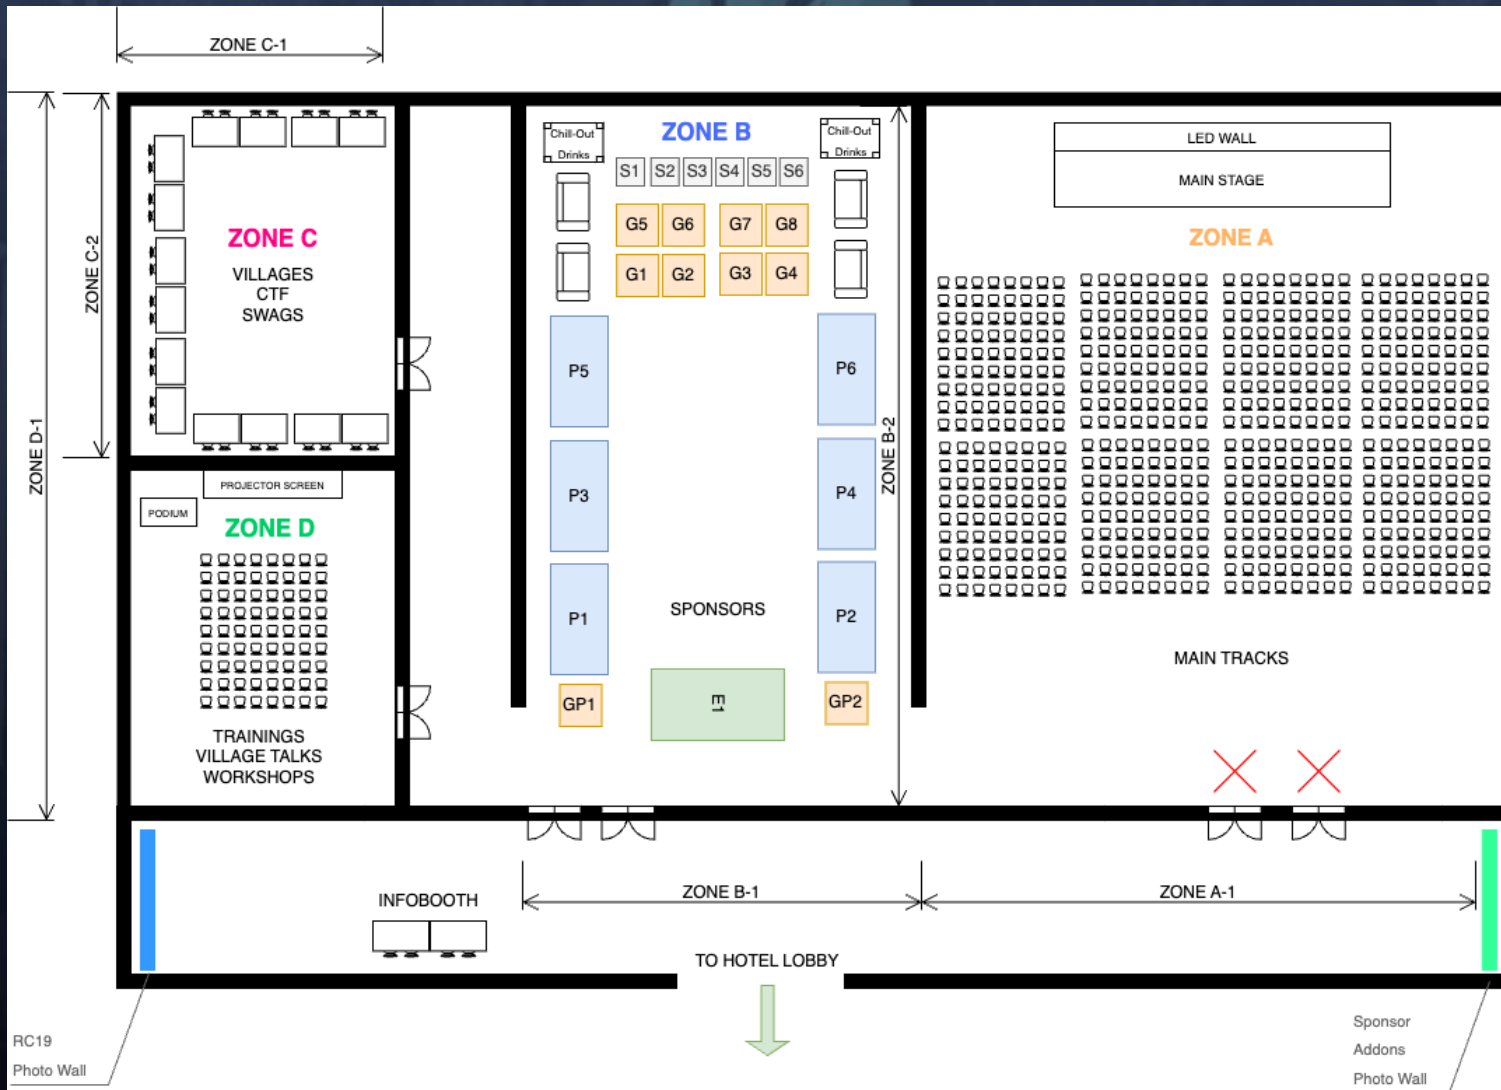 ZONE C-1
ZONE D-1
ZONE C-2
ZONE C
VILLAGES
CTF
SWAGS
PROJECTOR SCREEN
PODIUM
ZONE D
TRAININGS
VILLAGE TALKS
WORKSHOPS
Chill-Out
Drinks
ZONE B
Chill-Out
Drinks
S1 S2 S3 S4 S5 S6
G5 G6 G7 G8
G1 G2 G3 G4
P5 P6
P3 P4
P1 P2
SPONSORS
GP1 E1 GP2
ZONE B-2
LED WALL
MAIN STAGE
ZONE A
MAIN TRACKS
INFOBOOTH
ZONE B-1
ZONE A-1
TO HOTEL LOBBY
RC19
Photo Wall
Sponsor
Addons
Photo Wall